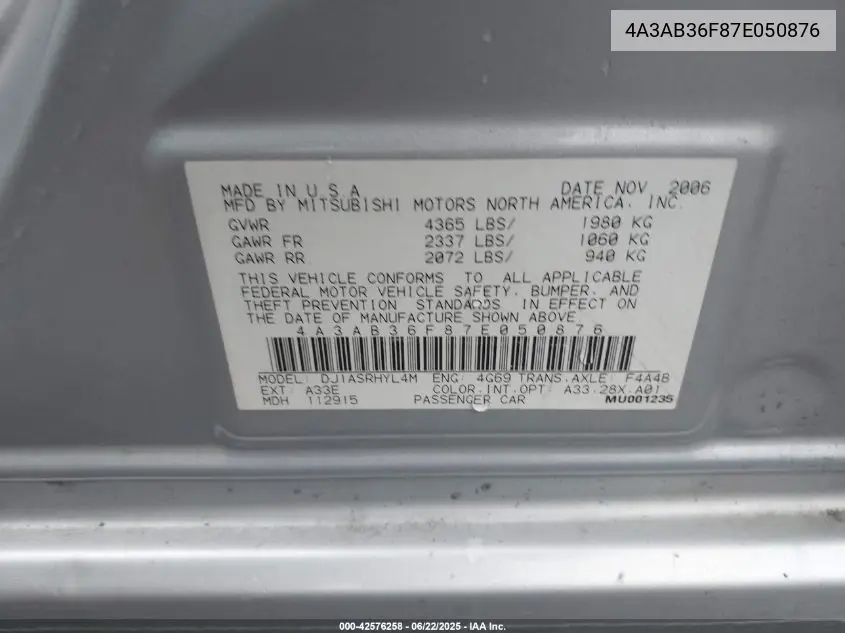 4A3AB36F87E050876
MADE IN U.S.A DATE NOV 2006
MFD BY MITSUBISHI MOTORS NORTH AMERICA, INC.
GVWR 4365 LBS/ 1980 KG
GAWR FR 2337 LBS/ 1060 KG
GAWR RR 2072 LBS/ 940 KG
THIS VEHICLE CONFORMS TO ALL APPLICABLE
FEDERAL MOTOR VEHICLE SAFETY, BUMPER, AND
THEFT PREVENTION STANDARDS IN EFFECT ON
THE DATE OF MANUFACTURE SHOWN ABOVE.
4A3AB36F87E050876
MODEL: DJ1ASRHYL4M ENG: 4G69 TRANS.AXLE F4A4B
EXT: A33E COLOR.INT.OPT: A33.28X.A01
MDH 112915 PASSENGER CAR MU001235
000-42576258 - 06/22/2025 - IAA Inc.